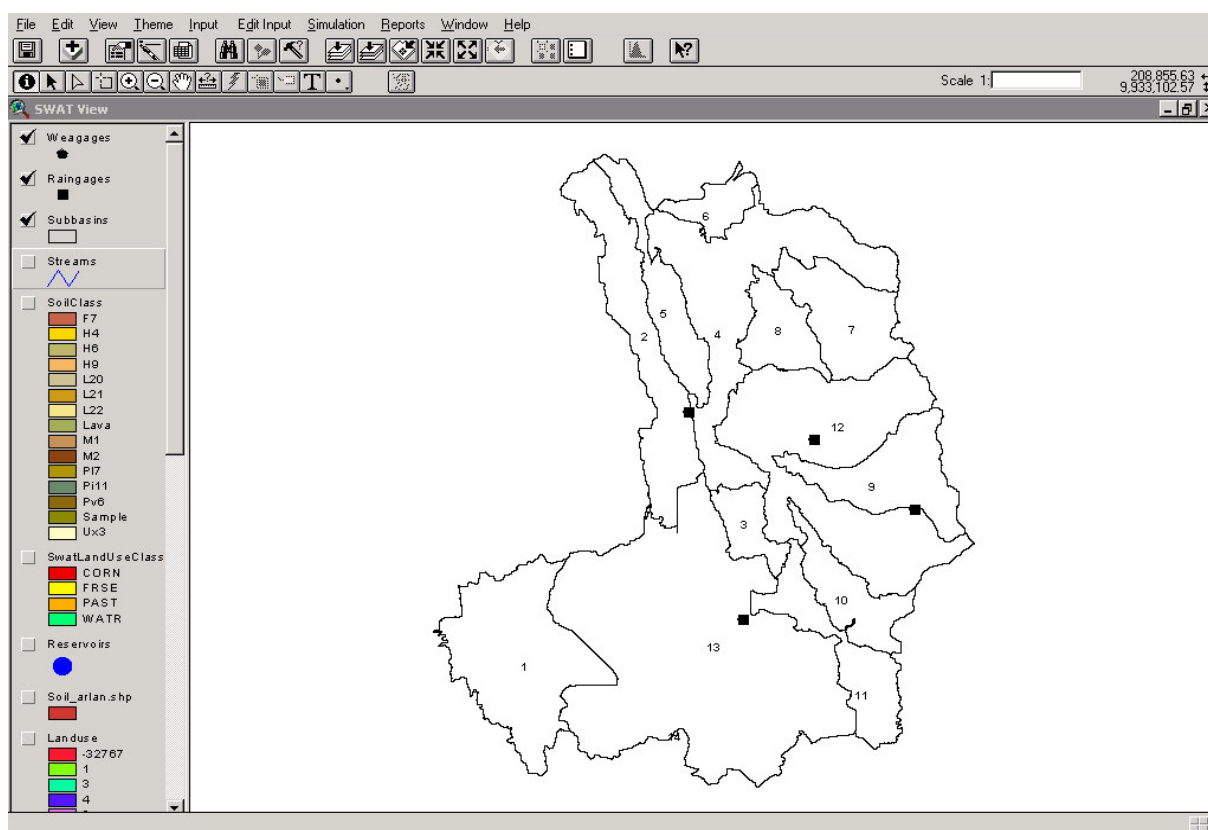 File Edit View Theme Input Edit Input Simulation Reports Window Help
T ?
Scale 1: 208,855.63
9,933,102.57
SWAT View
Weagages
Raingages
Subbasins
Streams
SoilClass
F7
H4
H6
H9
L20
L21
L22
Lava
M1
M2
Pl7
Pi11
Pv6
Sample
Ux3
SwatLandUseClass
CORN
FRSE
PAST
WATR
Reservoirs
Soil_arlan.shp
Landuse
-32767
1
3
4
6
5
2
4
8
7
12
9
3
10
13
1
11
14